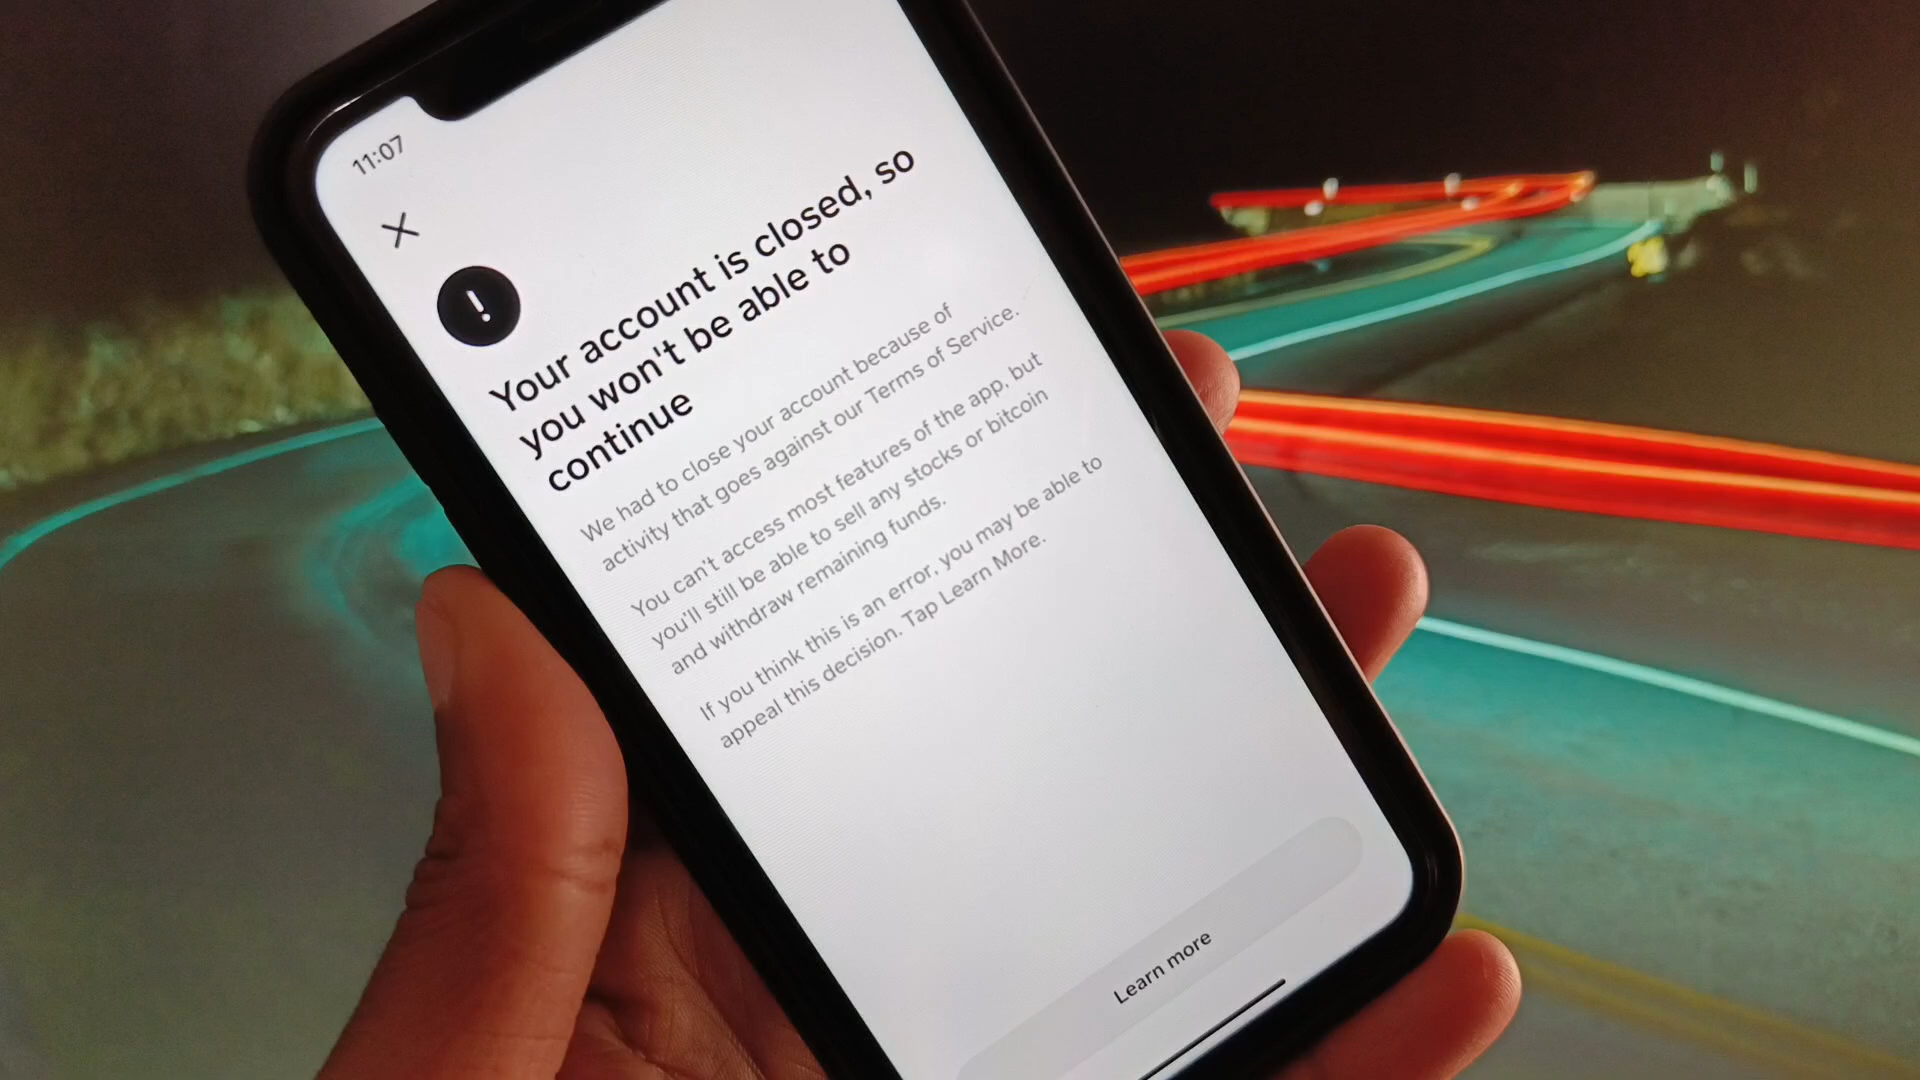 11:07
!
Your account is closed, so
you won't be able to
continue
We had to close your account because of
activity that goes against our Terms of Service.
You can't access most features of the app, but
you'll still be able to sell any stocks or bitcoin
and withdraw remaining funds.
If you think this is an error, you may be able to
appeal this decision. Tap Learn More.
Learn more